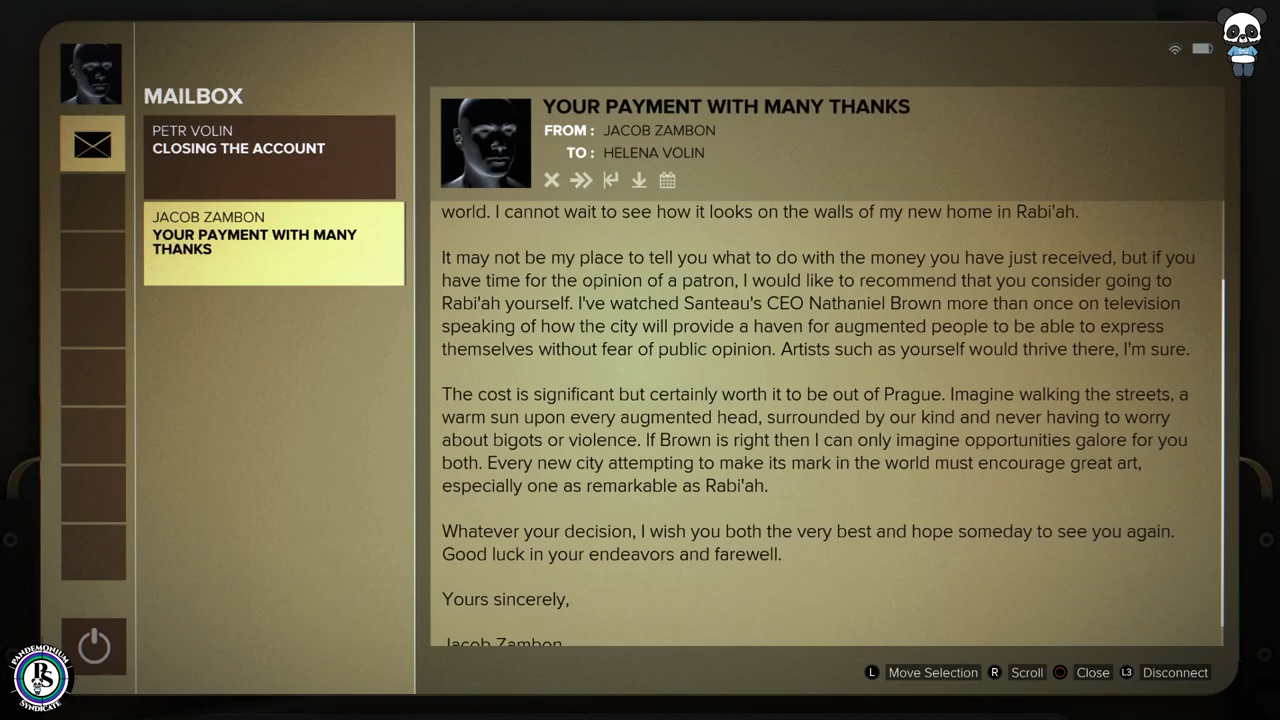 MAILBOX
PETR VOLIN
CLOSING THE ACCOUNT
JACOB ZAMBON
YOUR PAYMENT WITH MANY
THANKS
YOUR PAYMENT WITH MANY THANKS
FROM : JACOB ZAMBON
TO : HELENA VOLIN
world. I cannot wait to see how it looks on the walls of my new home in Rabi'ah.
It may not be my place to tell you what to do with the money you have just received, but if you
have time for the opinion of a patron, I would like to recommend that you consider going to
Rabi'ah yourself. I've watched Santeau's CEO Nathaniel Brown more than once on television
speaking of how the city will provide a haven for augmented people to be able to express
themselves without fear of public opinion. Artists such as yourself would thrive there, I'm sure.
The cost is significant but certainly worth it to be out of Prague. Imagine walking the streets, a
warm sun upon every augmented head, surrounded by our kind and never having to worry
about bigots or violence. If Brown is right then I can only imagine opportunities galore for you
both. Every new city attempting to make its mark in the world must encourage great art,
especially one as remarkable as Rabi'ah.
Whatever your decision, I wish you both the very best and hope someday to see you again.
Good luck in your endeavors and farewell.
Yours sincerely,
Jacob Zambon
L Move Selection R Scroll Close L3 Disconnect
PANDEMONIUM
PS
SYNDICATE